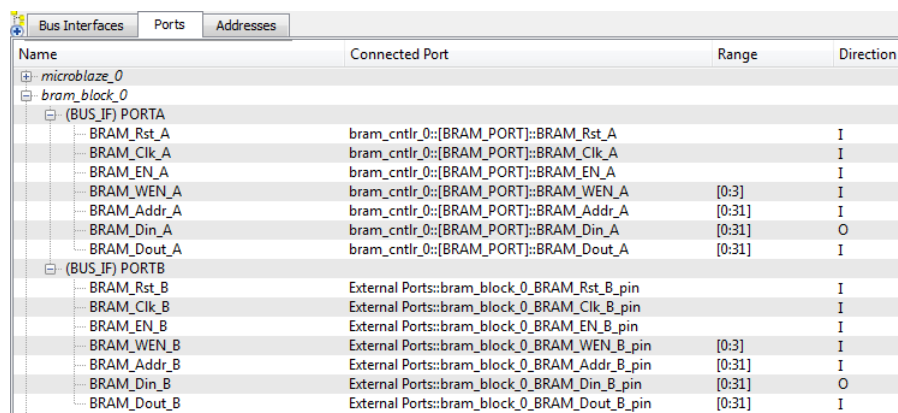 Bus Interfaces Ports Addresses
Name Connected Port Range Direction
microblaze_0
bram_block_0
(BUS_IF) PORTA
BRAM_Rst_A bram_cntlr_0::[BRAM_PORT]::BRAM_Rst_A I
BRAM_Clk_A bram_cntlr_0::[BRAM_PORT]::BRAM_Clk_A I
BRAM_EN_A bram_cntlr_0::[BRAM_PORT]::BRAM_EN_A I
BRAM_WEN_A bram_cntlr_0::[BRAM_PORT]::BRAM_WEN_A [0:3] I
BRAM_Addr_A bram_cntlr_0::[BRAM_PORT]::BRAM_Addr_A [0:31] I
BRAM_Din_A bram_cntlr_0::[BRAM_PORT]::BRAM_Din_A [0:31] O
BRAM_Dout_A bram_cntlr_0::[BRAM_PORT]::BRAM_Dout_A [0:31] I
(BUS_IF) PORTB
BRAM_Rst_B External Ports::bram_block_0_BRAM_Rst_B_pin I
BRAM_Clk_B External Ports::bram_block_0_BRAM_Clk_B_pin I
BRAM_EN_B External Ports::bram_block_0_BRAM_EN_B_pin I
BRAM_WEN_B External Ports::bram_block_0_BRAM_WEN_B_pin [0:3] I
BRAM_Addr_B External Ports::bram_block_0_BRAM_Addr_B_pin [0:31] I
BRAM_Din_B External Ports::bram_block_0_BRAM_Din_B_pin [0:31] O
BRAM_Dout_B External Ports::bram_block_0_BRAM_Dout_B_pin [0:31] I